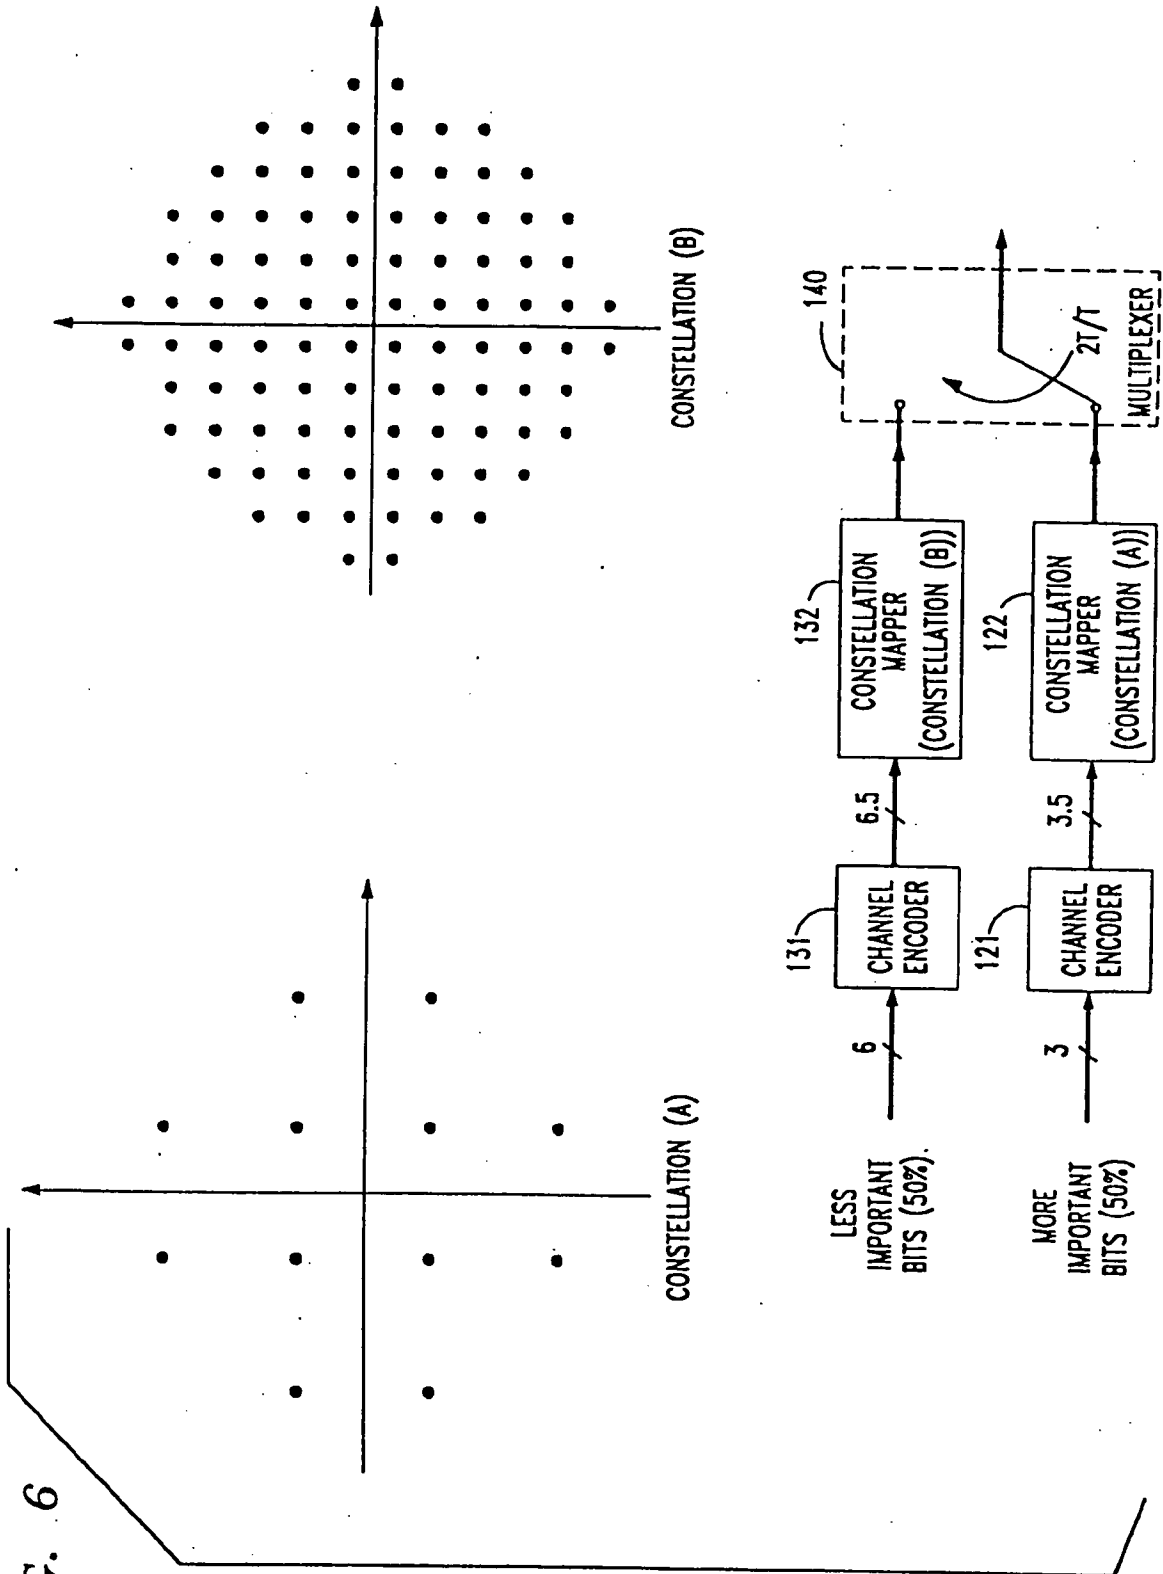 G. 6
CONSTELLATION (A)
CONSTELLATION (B)
LESS
IMPORTANT
BITS (50%).
6
131
CHANNEL
ENCODER
6.5
132
CONSTELLATION
MAPPER
(CONSTELLATION (B))
140
2T/T
MULTIPLEXER
MORE
IMPORTANT
BITS (50%)
3
121
CHANNEL
ENCODER
3.5
122
CONSTELLATION
MAPPER
(CONSTELLATION (A))